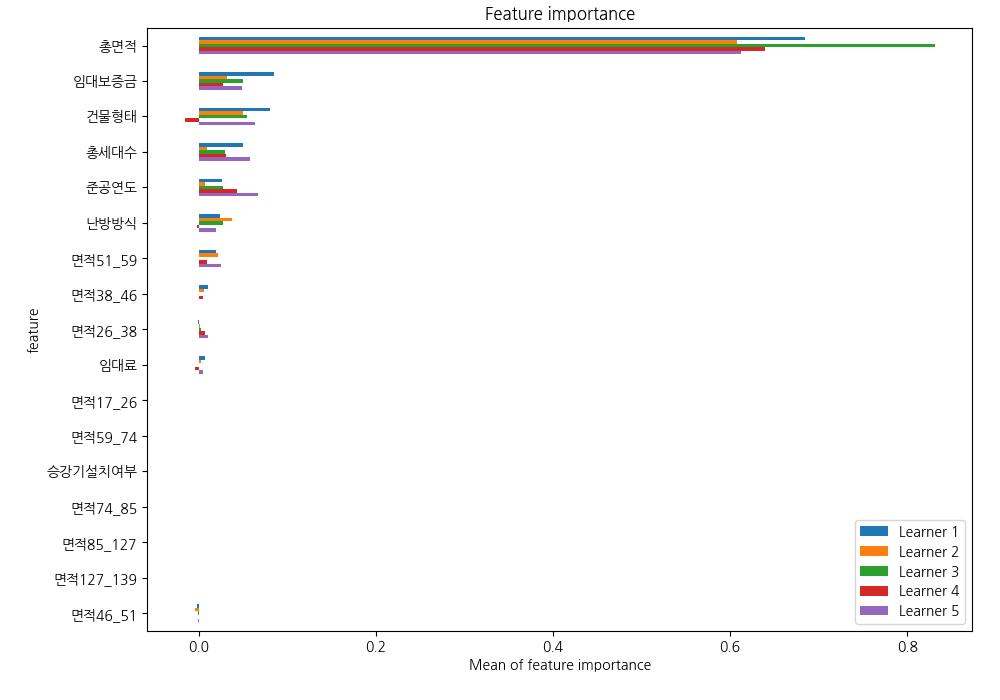 Feature importance
총면적
임대보증금
건물형태
총세대수
준공연도
난방방식
면적51_59
면적38_46
면적26_38
임대료
면적17_26
면적59_74
승강기설치여부
면적74_85
면적85_127
면적127_139
면적46_51
feature
0.0 0.2 0.4 0.6 0.8
Mean of feature importance
Learner 1
Learner 2
Learner 3
Learner 4
Learner 5